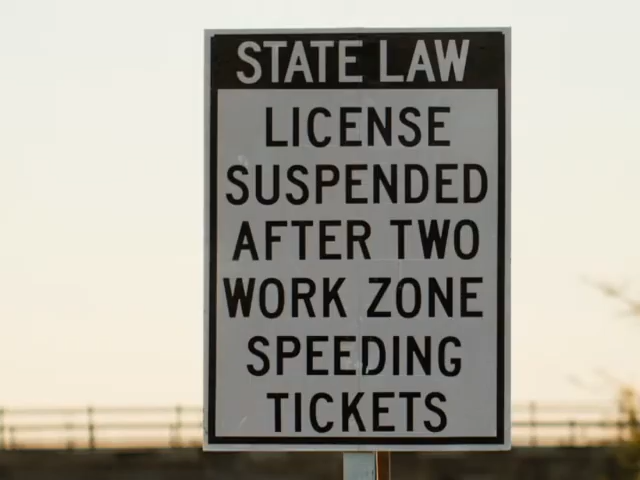 STATE LAW
LICENSE
SUSPENDED
AFTER TWO
WORK ZONE
SPEEDING
TICKETS